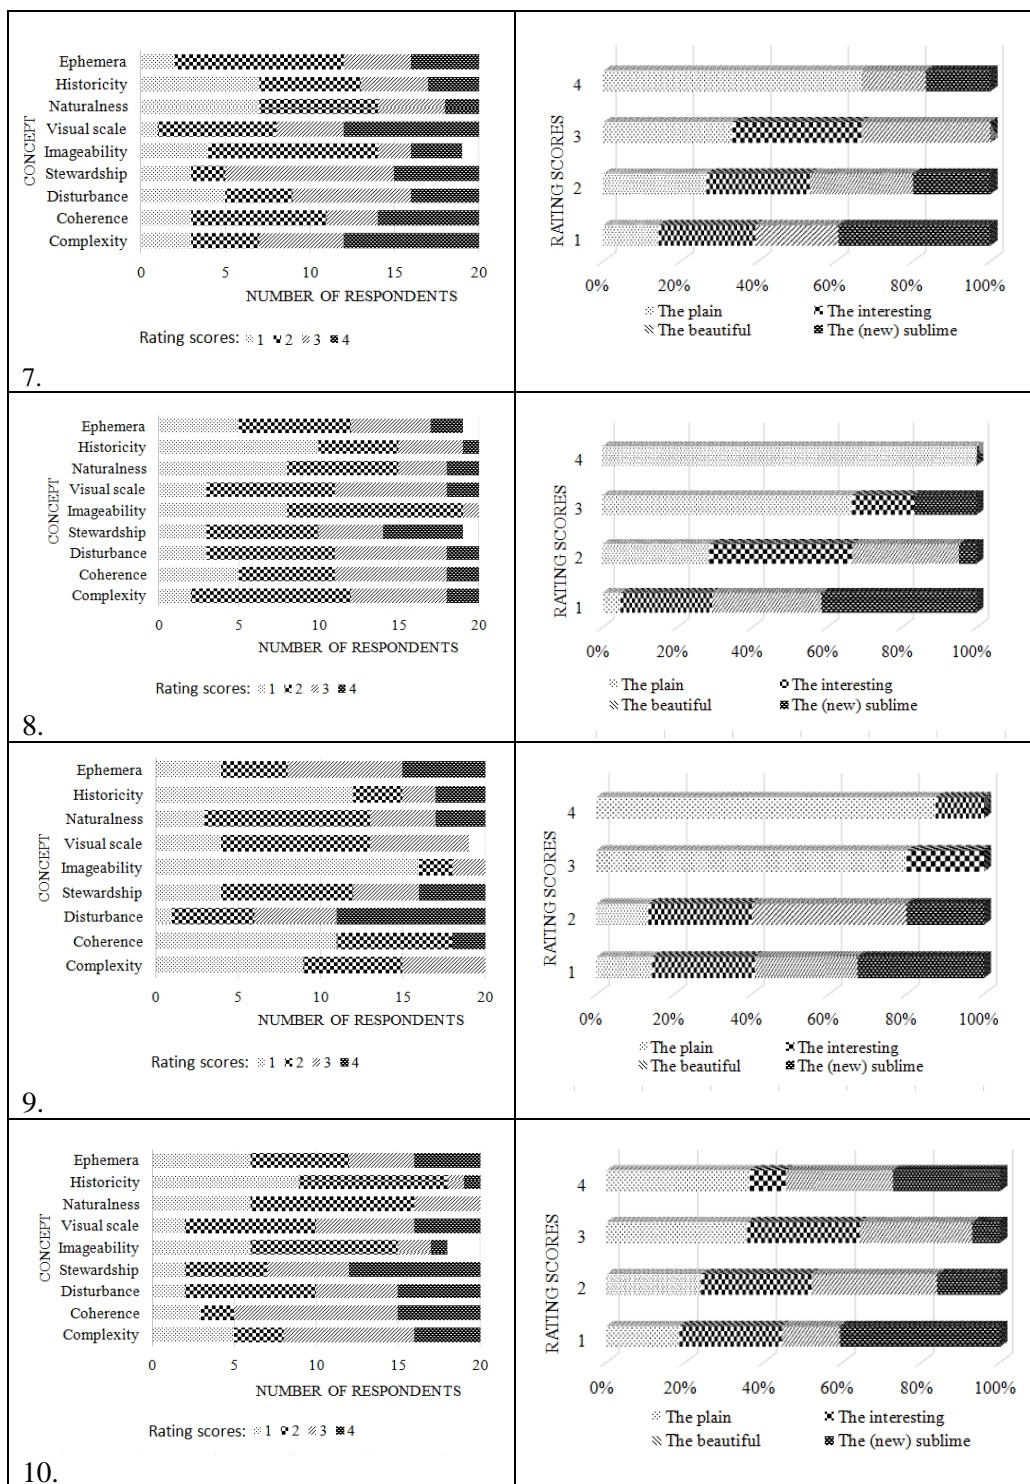 Ephemera
Historicity
Naturalness
Visual scale
Imageability
Stewardship
Disturbance
Coherence
Complexity
CONCEPT
0 5 10 15 20
NUMBER OF RESPONDENTS
Rating scores: 1 2 3 4
7.
4
3
2
1
RATING SCORES
0% 20% 40% 60% 80% 100%
The plain The interesting
The beautiful The (new) sublime
Ephemera
Historicity
Naturalness
Visual scale
Imageability
Stewardship
Disturbance
Coherence
Complexity
CONCEPT
0 5 10 15 20
NUMBER OF RESPONDENTS
Rating scores: 1 2 3 4
8.
4
3
2
1
RATING SCORES
0% 20% 40% 60% 80% 100%
The plain The interesting
The beautiful The (new) sublime
Ephemera
Historicity
Naturalness
Visual scale
Imageability
Stewardship
Disturbance
Coherence
Complexity
CONCEPT
0 5 10 15 20
NUMBER OF RESPONDENTS
Rating scores: 1 2 3 4
9.
4
3
2
1
RATING SCORES
0% 20% 40% 60% 80% 100%
The plain The interesting
The beautiful The (new) sublime
Ephemera
Historicity
Naturalness
Visual scale
Imageability
Stewardship
Disturbance
Coherence
Complexity
CONCEPT
0 5 10 15 20
NUMBER OF RESPONDENTS
Rating scores: 1 2 3 4
10.
4
3
2
1
RATING SCORES
0% 20% 40% 60% 80% 100%
The plain The interesting
The beautiful The (new) sublime